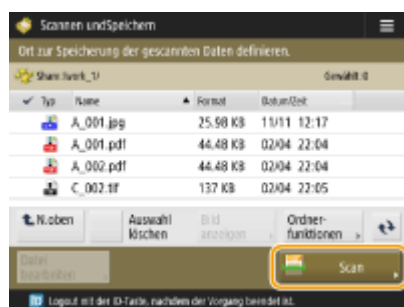 Scannen undSpeichern
Ort zur Speicherung der gescannten Daten definieren.
Share:/work_1/ Gewählt:0
✓ Typ Name ▲ Format Datum/Zeit
A_001.jpg 25.98 KB 11/11 12:17
A_001.pdf 44.48 KB 02/04 22:04
A_002.pdf 44.48 KB 02/04 22:04
C_002.tif 137 KB 02/04 22:05
N.oben Auswahl löschen Bild anzeigen Ordner-funktionen
Datei bearbeiten Scan
ID Logout mit der ID-Taste, nachdem der Vorgang beendet ist.